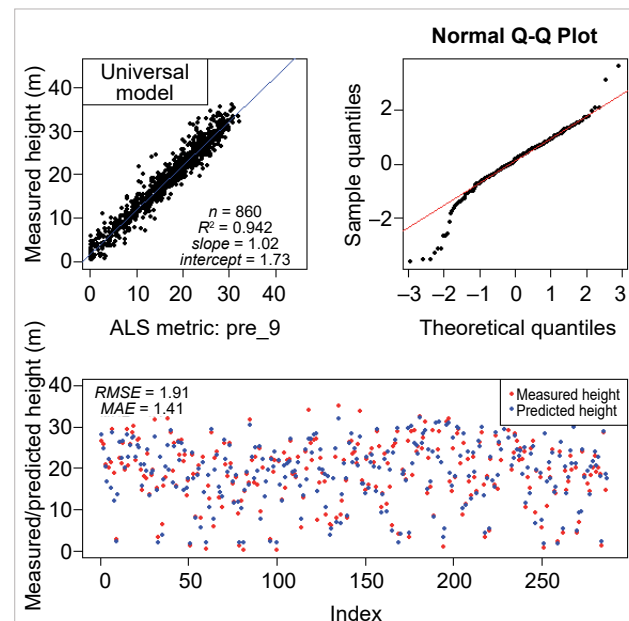 Normal Q-Q Plot
Universal
model
Measured height (m)
40
30
20
10
0
n = 860
R² = 0.942
slope = 1.02
intercept = 1.73
0 10 20 30 40
ALS metric: pre_9
Sample quantiles
2
0
−2
−3 −2 −1 0 1 2 3
Theoretical quantiles
Measured/predicted height (m)
40
30
20
10
0
RMSE = 1.91
MAE = 1.41
Measured height
Predicted height
0 50 100 150 200 250
Index